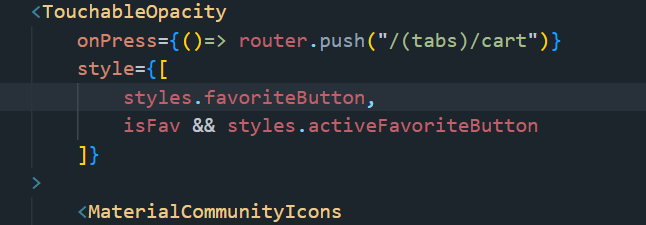 <TouchableOpacity
onPress={()=> router.push("/(tabs)/cart")}
style={[
styles.favoriteButton,
isFav && styles.activeFavoriteButton
]}
>
<MaterialCommunityIcons